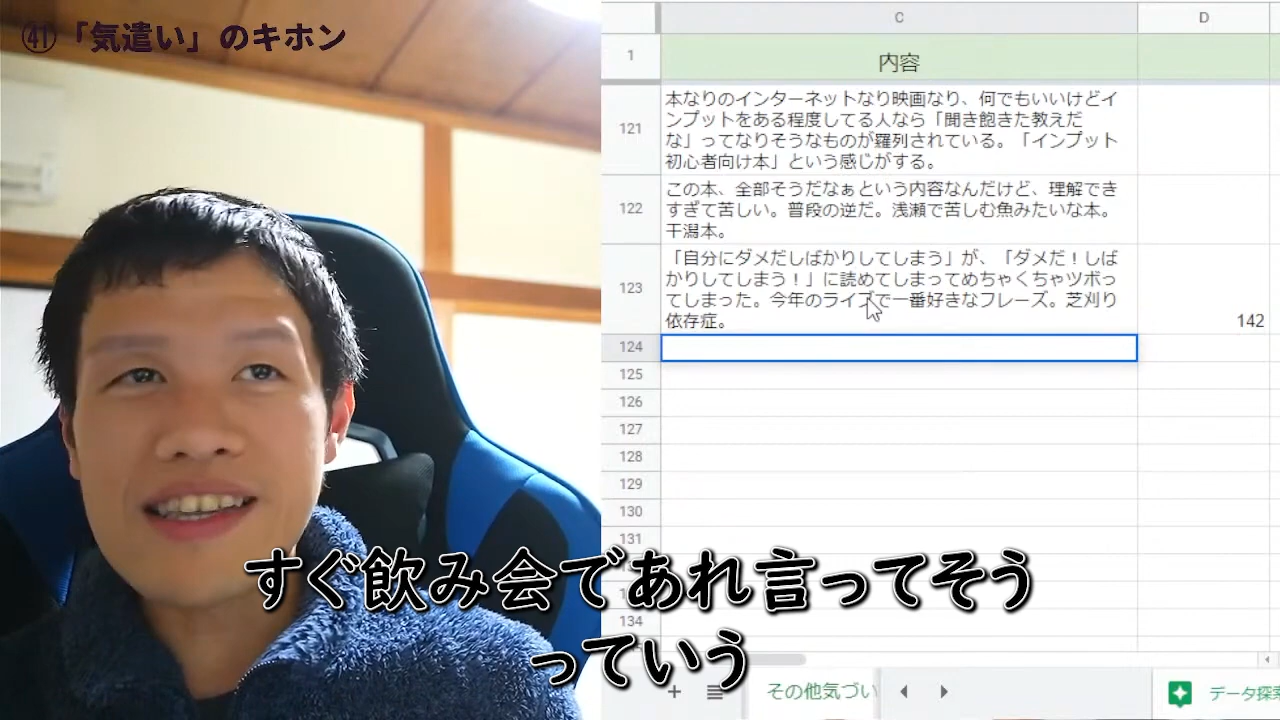 ㊶「気遣い」のキホン
C
D
1
内容
121
本なりのインターネットなり映画なり、何でもいいけどイ
ンプットをある程度してる人なら「聞き飽きた教えだ
な」ってなりそうなものが羅列されている。「インプット
初心者向け本」という感じがする。
122
この本、全部そうだなぁという内容なんだけど、理解でき
すぎて苦しい。普段の逆だ。浅瀬で苦しむ魚みたいな本。
干潟本。
123
「自分にダメだしばかりしてしまう」が、「ダメだ！しば
かりしてしまう！」に読めてしまってめちゃくちゃツボっ
てしまった。今年のライブで一番好きなフレーズ。芝刈り
依存症。
142
124
125
126
127
128
129
130
131
134
すぐ飲み会であれ言ってそう
っていう
その他気づい
データ探索